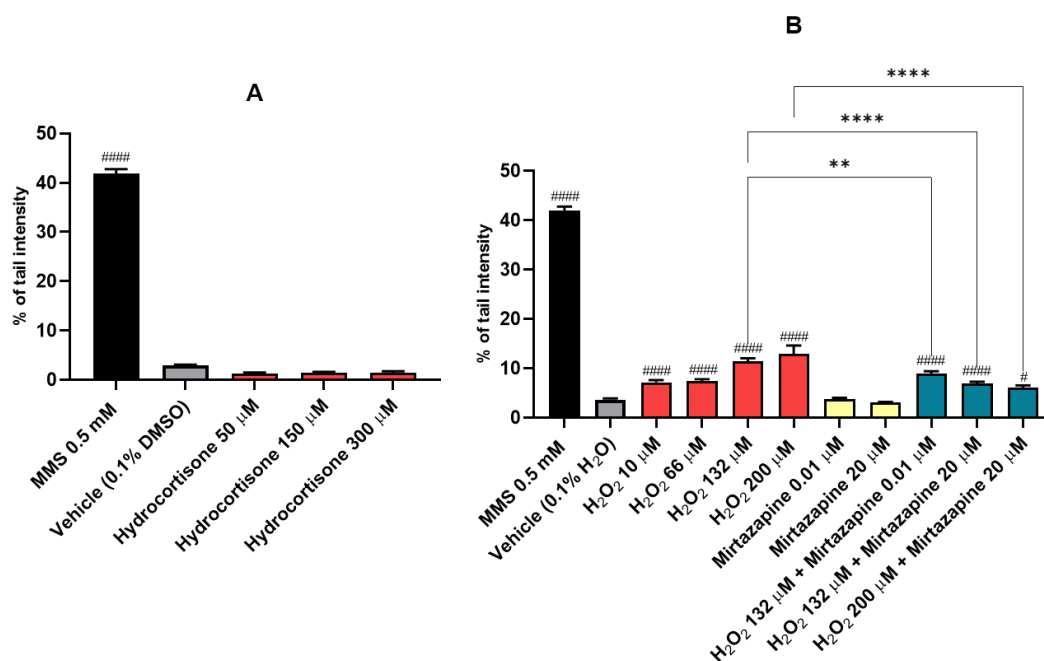 A
% of tail intensity
50
40
30
20
10
0
####
MMS 0.5 mM
Vehicle (0.1% DMSO)
Hydrocortisone 50 μM
Hydrocortisone 150 μM
Hydrocortisone 300 μM
B
****
****
**
% of tail intensity
50
40
30
20
10
0
####
####
####
####
####
####
####
#
MMS 0.5 mM
Vehicle (0.1% H₂O)
H₂O₂ 10 μM
H₂O₂ 66 μM
H₂O₂ 132 μM
H₂O₂ 200 μM
Mirtazapine 0.01 μM
Mirtazapine 20 μM
H₂O₂ 132 μM + Mirtazapine 0.01 μM
H₂O₂ 132 μM + Mirtazapine 20 μM
H₂O₂ 200 μM + Mirtazapine 20 μM